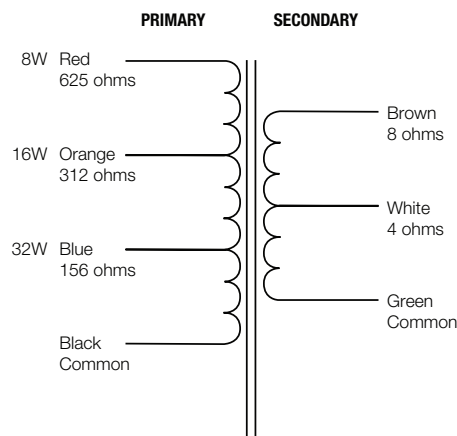 PRIMARY SECONDARY
8W Red
625 ohms
16W Orange
312 ohms
32W Blue
156 ohms
Black
Common
Brown
8 ohms
White
4 ohms
Green
Common